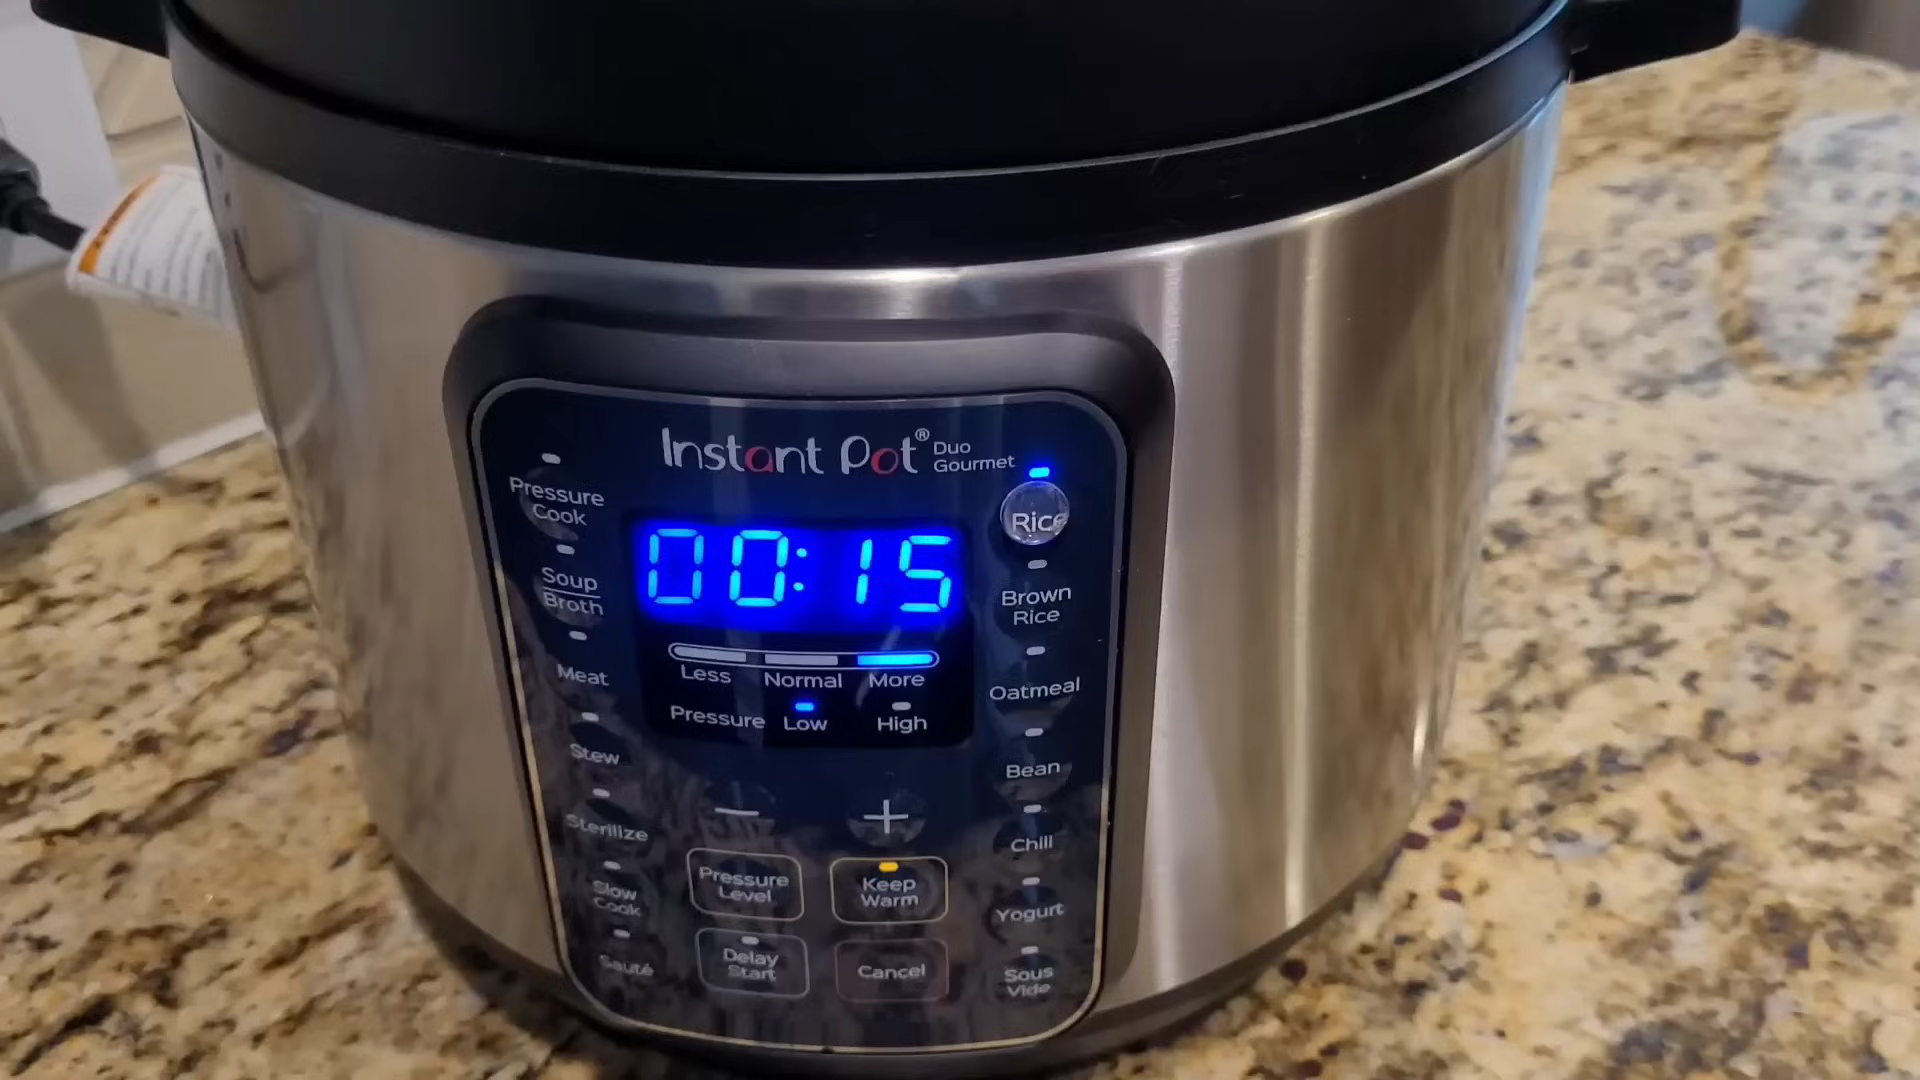 Instant Pot® Duo
Gourmet
Pressure
Cook
Soup
Broth
Meat
Stew
Sterilize
Slow
Cook
Sauté
00:15
Less Normal More
Pressure Low High
− +
Pressure
Level
Keep
Warm
Delay
Start
Cancel
Rice
Brown
Rice
Oatmeal
Bean
Chili
Yogurt
Sous
Vide